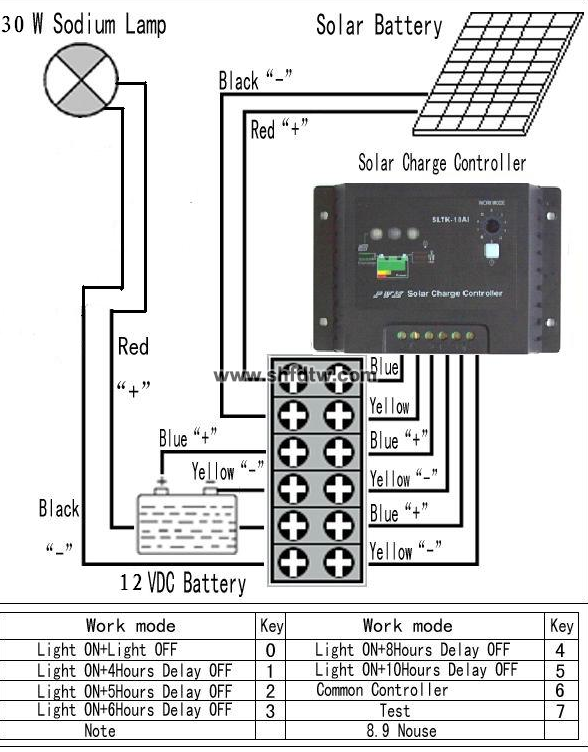 30 W Sodium Lamp
Solar Battery
Black “-”
Red “+”
Solar Charge Controller
WORK MODE
SLTK-10AI
PVS Solar Charge Controller
Red
“+”
www.shfdtw.com
Blue
Yellow
Blue “+”
Blue “+”
Yellow “-”
Yellow “-”
Black
Blue “+”
“-”
Yellow “-”
+
-
12 VDC Battery
Work mode Key Work mode Key
Light ON+Light OFF 0 Light ON+8Hours Delay OFF 4
Light ON+4Hours Delay OFF 1 Light ON+10Hours Delay OFF 5
Light ON+5Hours Delay OFF 2 Common Controller 6
Light ON+6Hours Delay OFF 3 Test 7
Note 8.9 Nouse